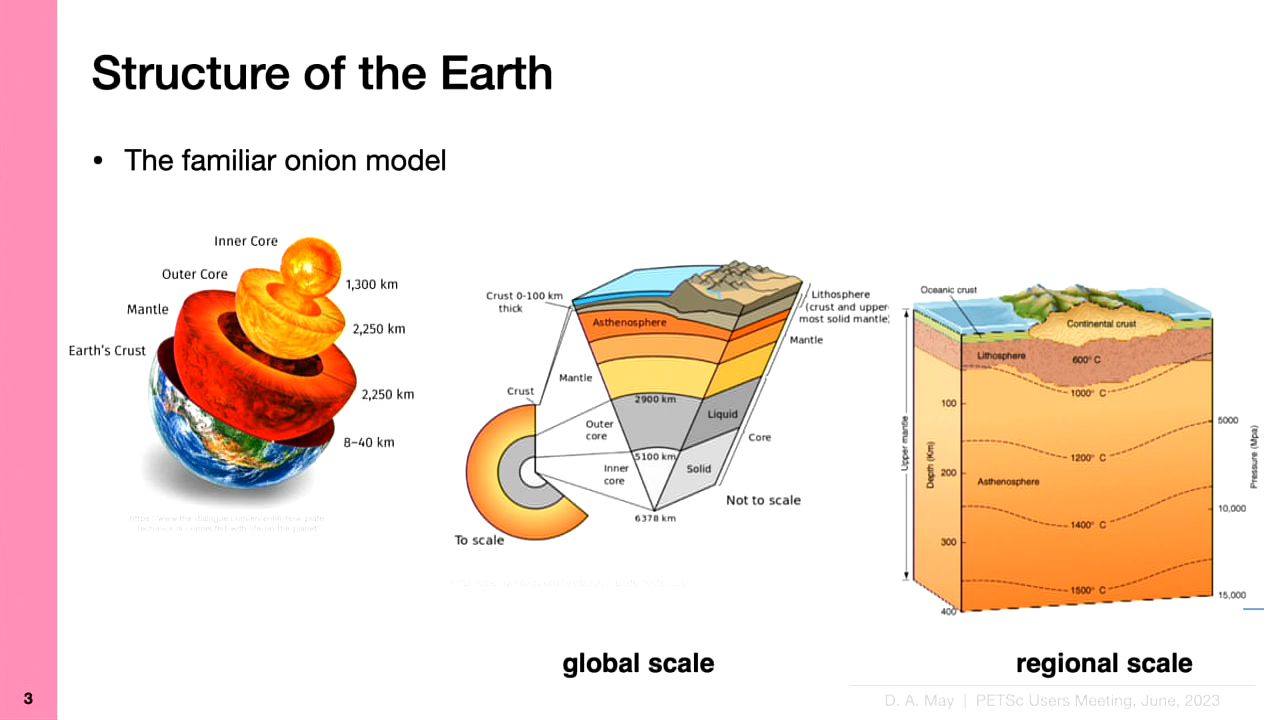 Structure of the Earth
• The familiar onion model
Inner Core
Outer Core
Mantle
Earth's Crust
1,300 km
2,250 km
2,250 km
8–40 km
Crust 0-100 km
thick
Asthenosphere
Lithosphere
(crust and upper-
most solid mantle)
Mantle
Mantle
Crust
2900 km
Liquid
Outer
core
Core
5100 km
Inner
core
Solid
Not to scale
6378 km
To scale
Oceanic crust
Continental crust
Lithosphere
600° C
1000° C
100
5000
Upper mantle
Depth (Km)
Pressure (Mpa)
1200° C
200
Asthenosphere
10,000
1400° C
300
1500° C
15,000
400
global scale
regional scale
3
D. A. May | PETSc Users Meeting, June, 2023